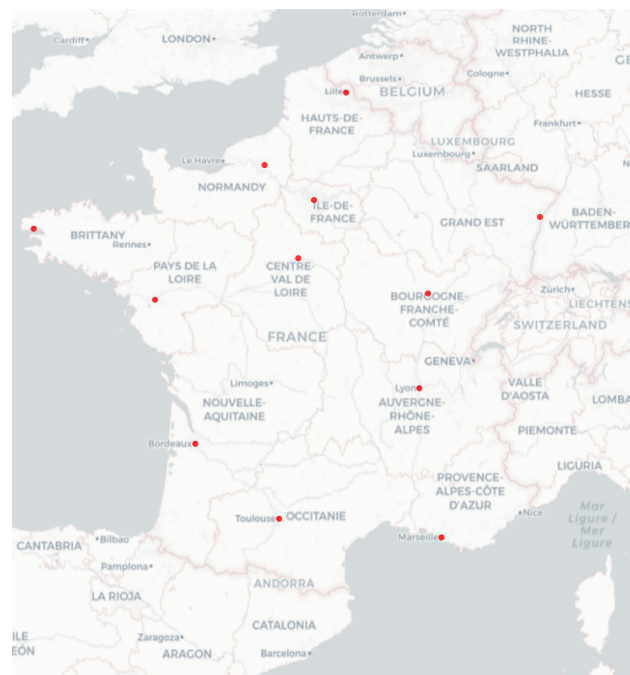 Rotterdam•
Cardiff•
LONDON•
NORTH
RHINE-
WESTPHALIA
Antwerp•
Brussels•
Cologne•
GE
Lille
BELGIUM
HESSE
HAUTS-DE-
FRANCE
Frankfurt•
LUXEMBOURG
Luxembourg•
Le Havre•
SAARLAND
N
NORMANDY
ÎLE-DE-
FRANCE
GRAND EST
BADEN-
WÜRTTEMBER
BRITTANY
Rennes•
PAYS DE LA
LOIRE
CENTRE-
VAL DE
LOIRE
BOURGOGNE-
FRANCHE-
COMTÉ
Zürich•
LIECHTENS
SWITZERLAND
FRANCE
GENEVA•
Limoges•
Lyon
VALLE
D'AOSTA
LOMBA
NOUVELLE-
AQUITAINE
AUVERGNE-
RHÔNE-
ALPES
PIEMONTE
Bordeaux
LIGURIA
PROVENCE-
ALPES-CÔTE
D'AZUR
Toulouse
OCCITANIE
•Nice
Mar
Ligure /
Mer
Ligure
Marseille
CANTABRIA
•Bilbao
Pamplona•
ANDORRA
LA RIOJA
CATALONIA
ILE
EÓN
Zaragoza•
ARAGON
Barcelona•